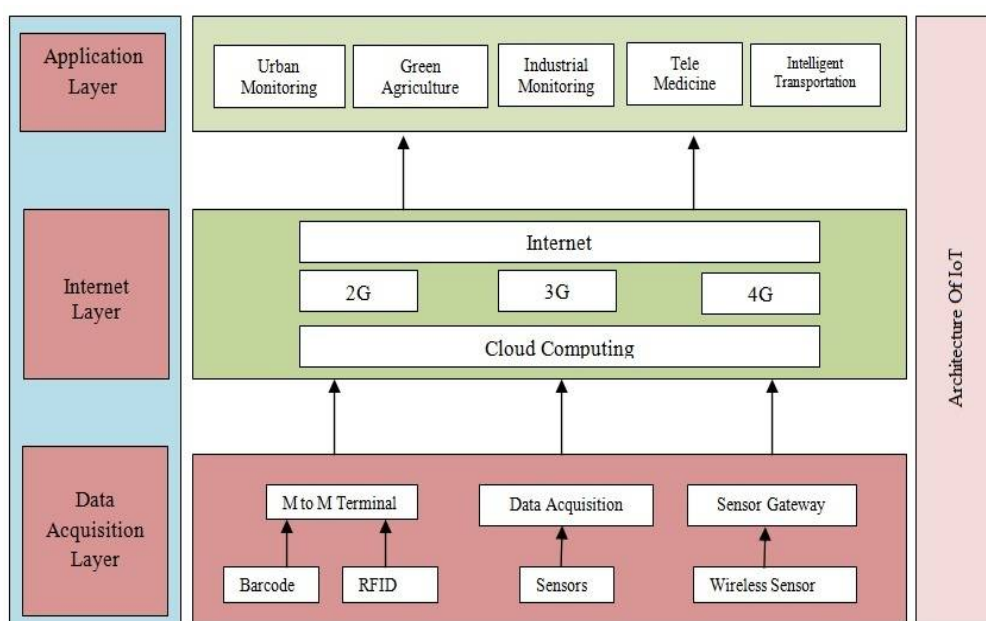 Application
Layer
Urban
Monitoring
Green
Agriculture
Industrial
Monitoring
Tele
Medicine
Intelligent
Transportation
Internet
Layer
Internet
2G
3G
4G
Cloud Computing
Data
Acquisition
Layer
M to M Terminal
Data Acquisition
Sensor Gateway
Barcode
RFID
Sensors
Wireless Sensor
Architecture Of IoT